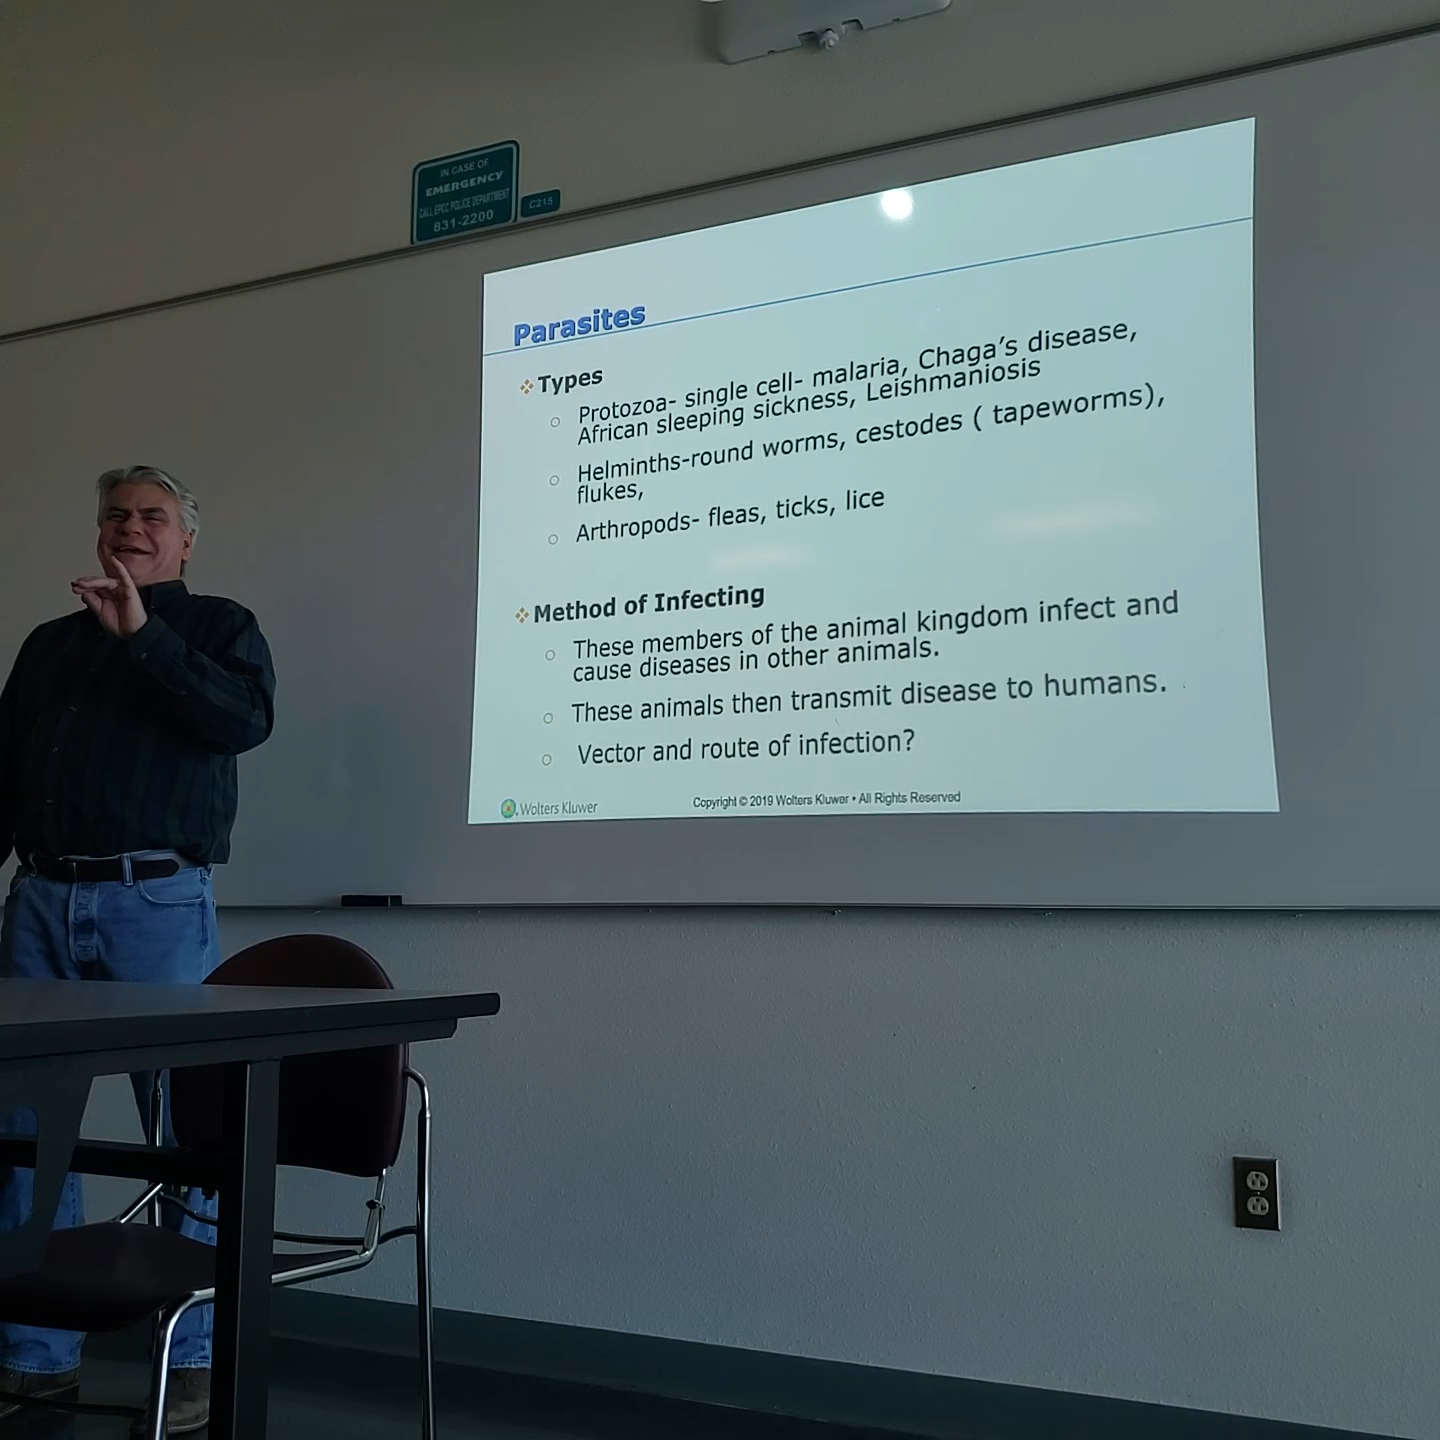 IN CASE OF
EMERGENCY
CALL EPCC POLICE DEPARTMENT
831-2200
C215
Parasites
Types
Protozoa- single cell- malaria, Chaga's disease,
African sleeping sickness, Leishmaniosis
Helminths-round worms, cestodes ( tapeworms),
flukes,
Arthropods- fleas, ticks, lice
Method of Infecting
These members of the animal kingdom infect and
cause diseases in other animals.
These animals then transmit disease to humans.
Vector and route of infection?
Wolters Kluwer
Copyright © 2019 Wolters Kluwer • All Rights Reserved